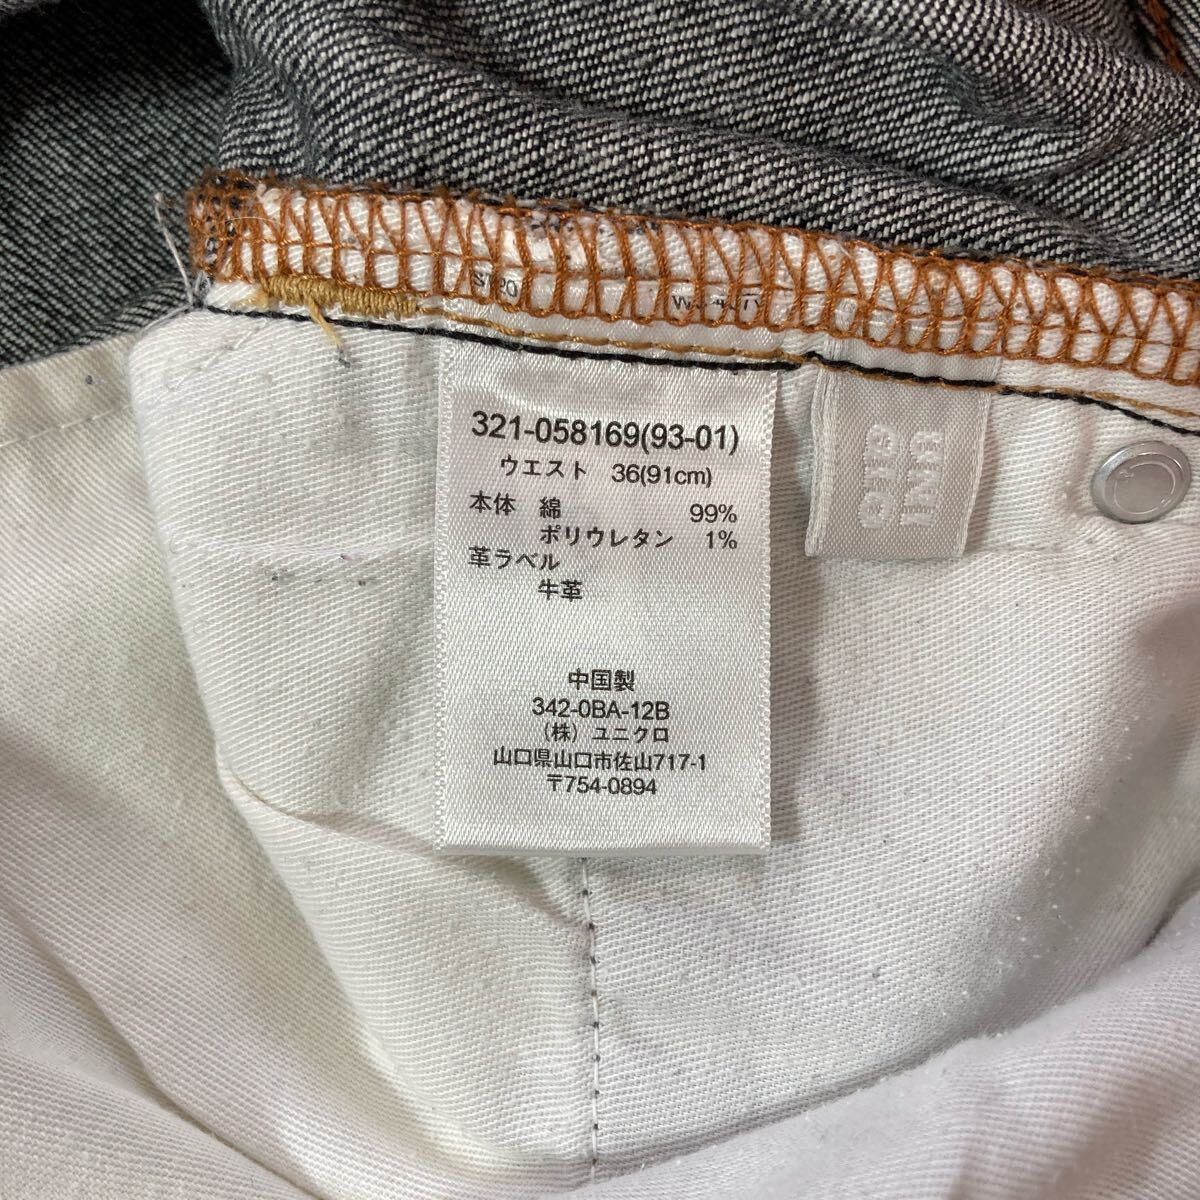 321-058169(93-01)
ウエスト 36(91cm)
本体 綿 99%
ポリウレタン 1%
革ラベル
牛革
中国製
342-0BA-12B
(株) ユニクロ
山口県山口市佐山717-1
〒754-0894
UNI
QLO